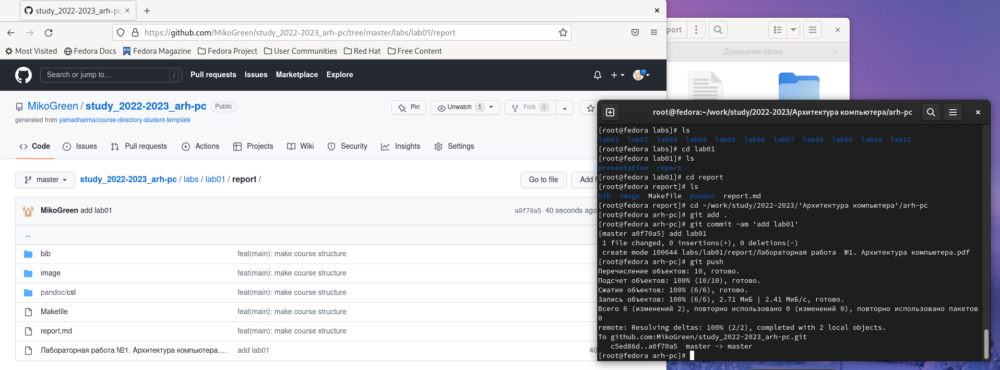 study_2022-2023_arh-pc/
https://github.com/MikoGreen/study_2022-2023_arh-pc/tree/master/labs/lab01/report
Most Visited Fedora Docs Fedora Magazine Fedora Project User Communities Red Hat Free Content
Search or jump to… / Pull requests Issues Marketplace Explore
MikoGreen / study_2022-2023_arh-pc Public
Pin Unwatch 1 Fork 0
generated from yamadharma/course-directory-student-template
Code Issues Pull requests Actions Projects Wiki Security Insights Settings
master study_2022-2023_arh-pc / labs / lab01 / report /
Go to file Add f
MikoGreen add lab01 a0f70a5 40 seconds ago
..
bib feat(main): make course structure
image feat(main): make course structure
pandoc/csl feat(main): make course structure
Makefile feat(main): make course structure
report.md feat(main): make course structure
Лабораторная работа №1. Архитектура компьютера.… add lab01 40
port
Домашняя папка
root@fedora:~/work/study/2022-2023/Архитектура компьютера/arh-pc
[root@fedora labs]# ls
lab01 lab02 lab03 lab04 lab05 lab06 lab07 lab08 lab09 lab10 lab11
[root@fedora labs]# cd lab01
[root@fedora lab01]# ls
presentation report
[root@fedora lab01]# cd report
[root@fedora report]# ls
bib image Makefile pandoc report.md
[root@fedora report]# cd ~/work/study/2022-2023/'Архитектура компьютера'/arh-pc
[root@fedora arh-pc]# git add .
[root@fedora arh-pc]# git commit -am 'add lab01'
[master a0f70a5] add lab01
1 file changed, 0 insertions(+), 0 deletions(-)
create mode 100644 labs/lab01/report/Лабораторная работа  №1. Архитектура компьютера.pdf
[root@fedora arh-pc]# git push
Перечисление объектов: 10, готово.
Подсчет объектов: 100% (10/10), готово.
Сжатие объектов: 100% (6/6), готово.
Запись объектов: 100% (6/6), 2.71 МиБ | 2.41 МиБ/с, готово.
Всего 6 (изменений 2), повторно использовано 0 (изменений 0), повторно использовано пакетов
0
remote: Resolving deltas: 100% (2/2), completed with 2 local objects.
To github.com:MikoGreen/study_2022-2023_arh-pc.git
c5ed86d..a0f70a5 master -> master
[root@fedora arh-pc]#